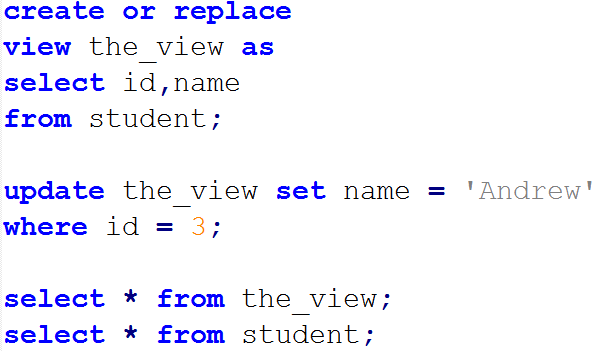 create or replace
view the_view as
select id,name
from student;
update the_view set name = 'Andrew'
where id = 3;
select * from the_view;
select * from student;